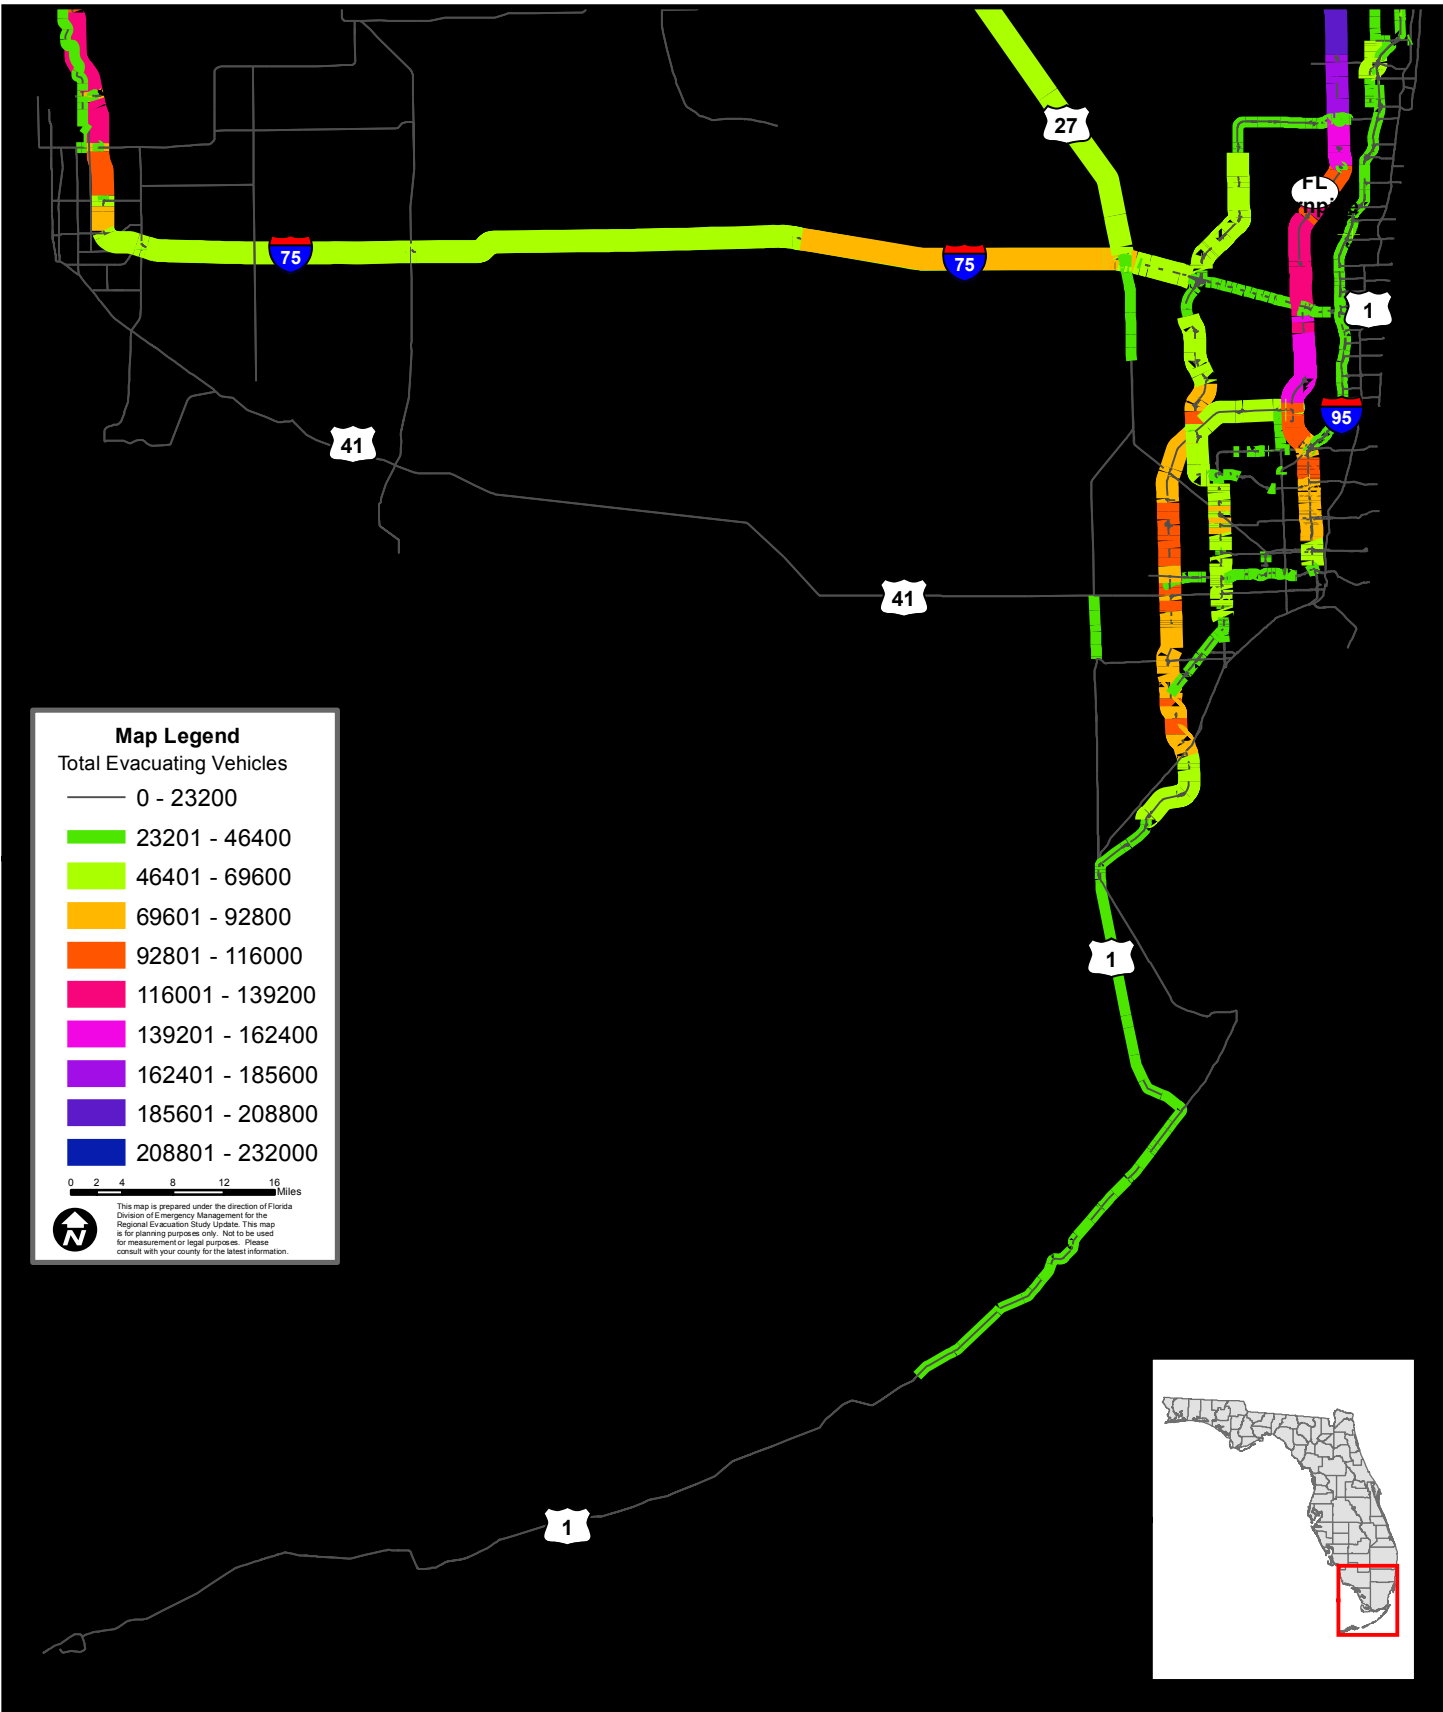 27
FL
75
75
1
95
41
41
Map Legend
Total Evacuating Vehicles
0 - 23200
23201 - 46400
46401 - 69600
69601 - 92800
92801 - 116000
116001 - 139200
139201 - 162400
162401 - 185600
185601 - 208800
208801 - 232000
0 2 4 8 12 16
Miles
This map is prepared under the direction of Florida
Division of Emergency Management for the
Regional Evacuation Study Update. This map
is for planning purposes only. Not to be used
for measurement or legal purposes. Please
consult with your county for the latest information.
N
1
1